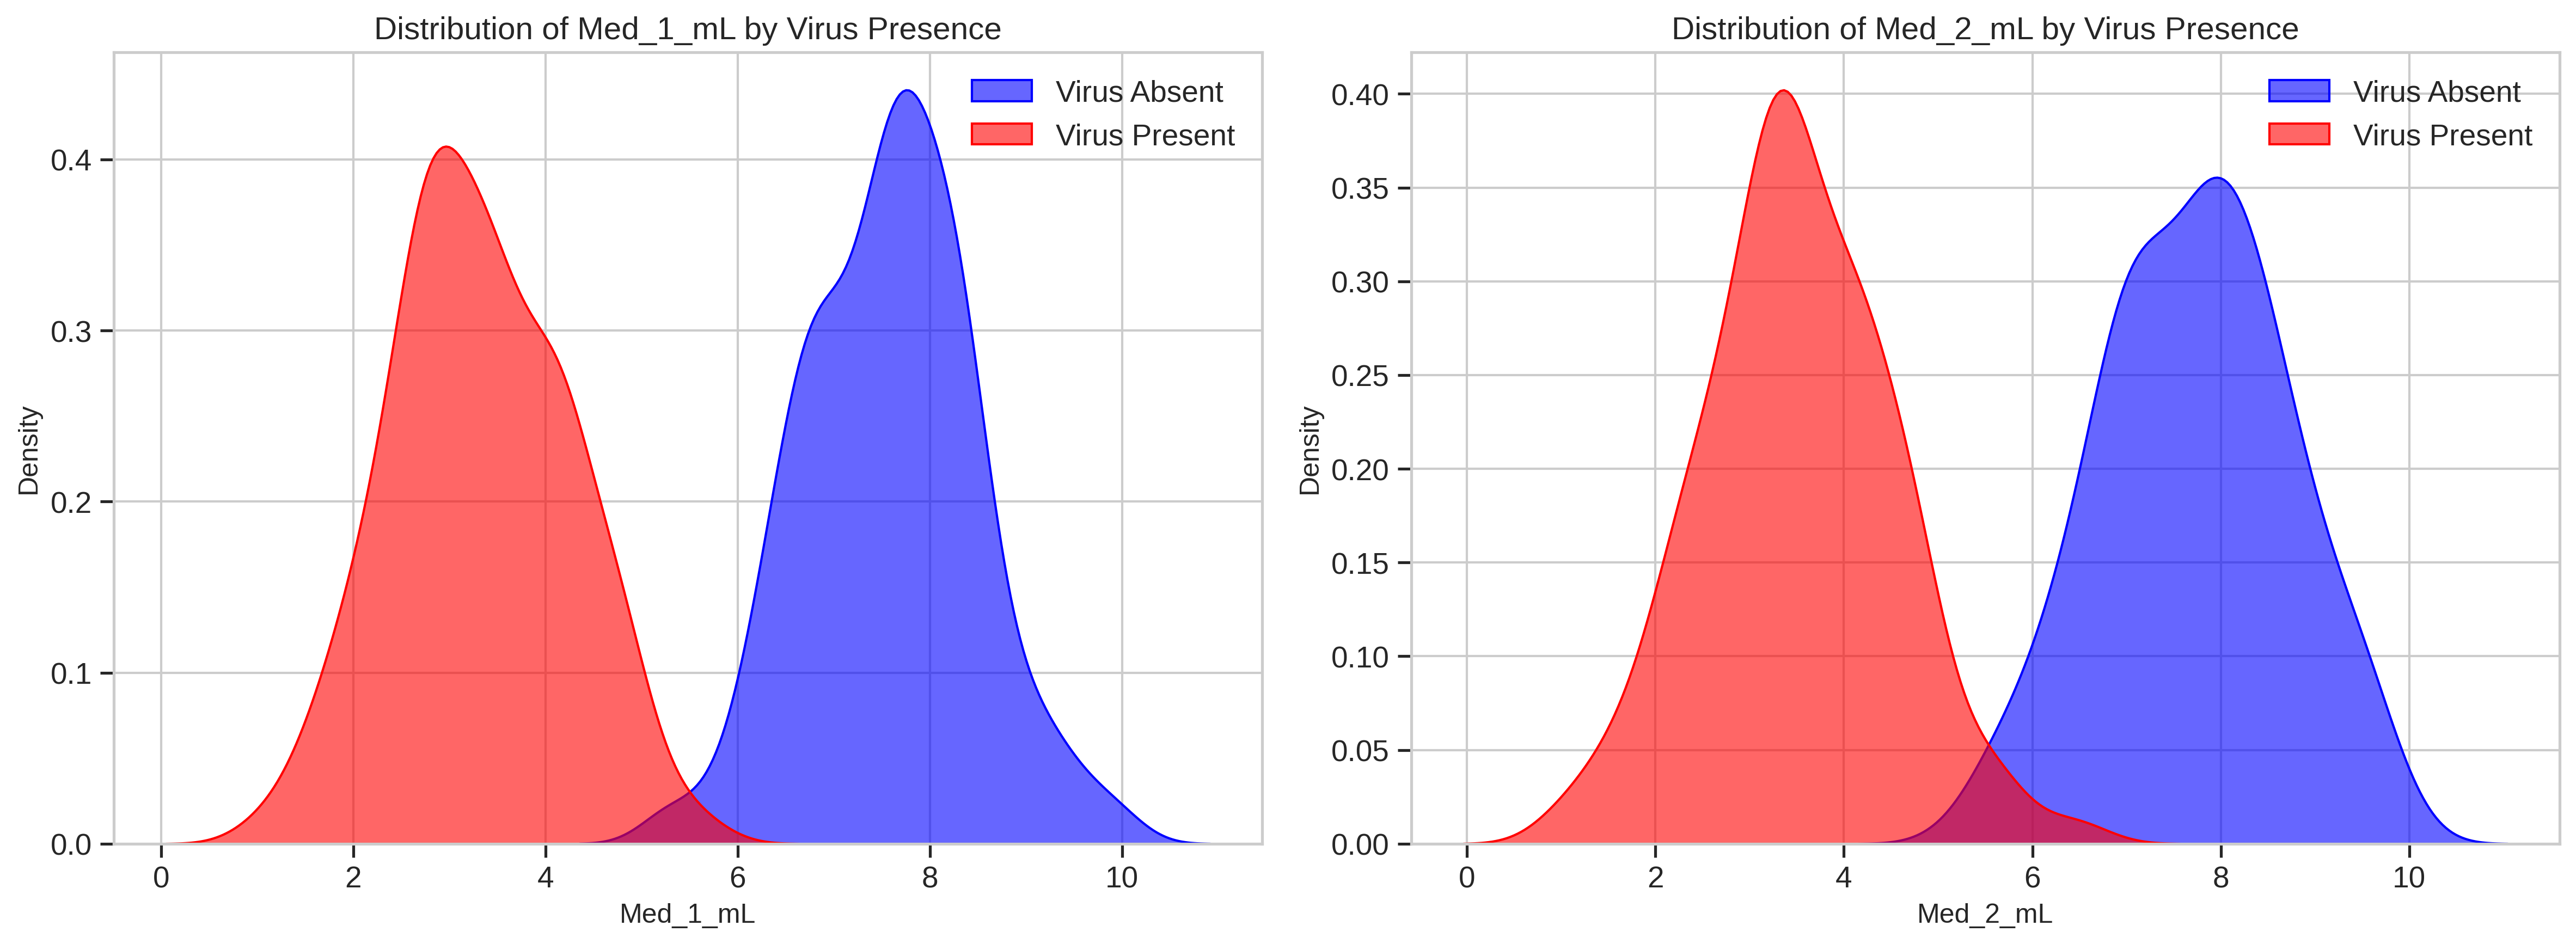 Distribution of Med_1_mL by Virus Presence
Virus Absent
Virus Present
Density
0.4
0.3
0.2
0.1
0.0
0 2 4 6 8 10
Med_1_mL
Distribution of Med_2_mL by Virus Presence
Virus Absent
Virus Present
Density
0.40
0.35
0.30
0.25
0.20
0.15
0.10
0.05
0.00
0 2 4 6 8 10
Med_2_mL